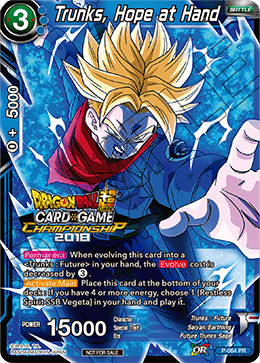 3
Trunks, Hope at Hand
BATTLE
0 + 5000
DRAGONBALL
SUPER
CARD GAME
CHAMPIONSHIP
2018
Permanent When evolving this card into a
<Trunks : Future> in your hand, the Evolve cost is
decreased by 3.
Activate:Main Place this card at the bottom of your
deck: if you have 4 or more energy, choose 1 {Restless
Spirit SSB Vegeta} in your hand and play it.
POWER 15000
Character Trunks : Future
Special Trait Saiyan/Earthling
Era Future Trunks Saga
NOT FOR SALE
P-064 PR